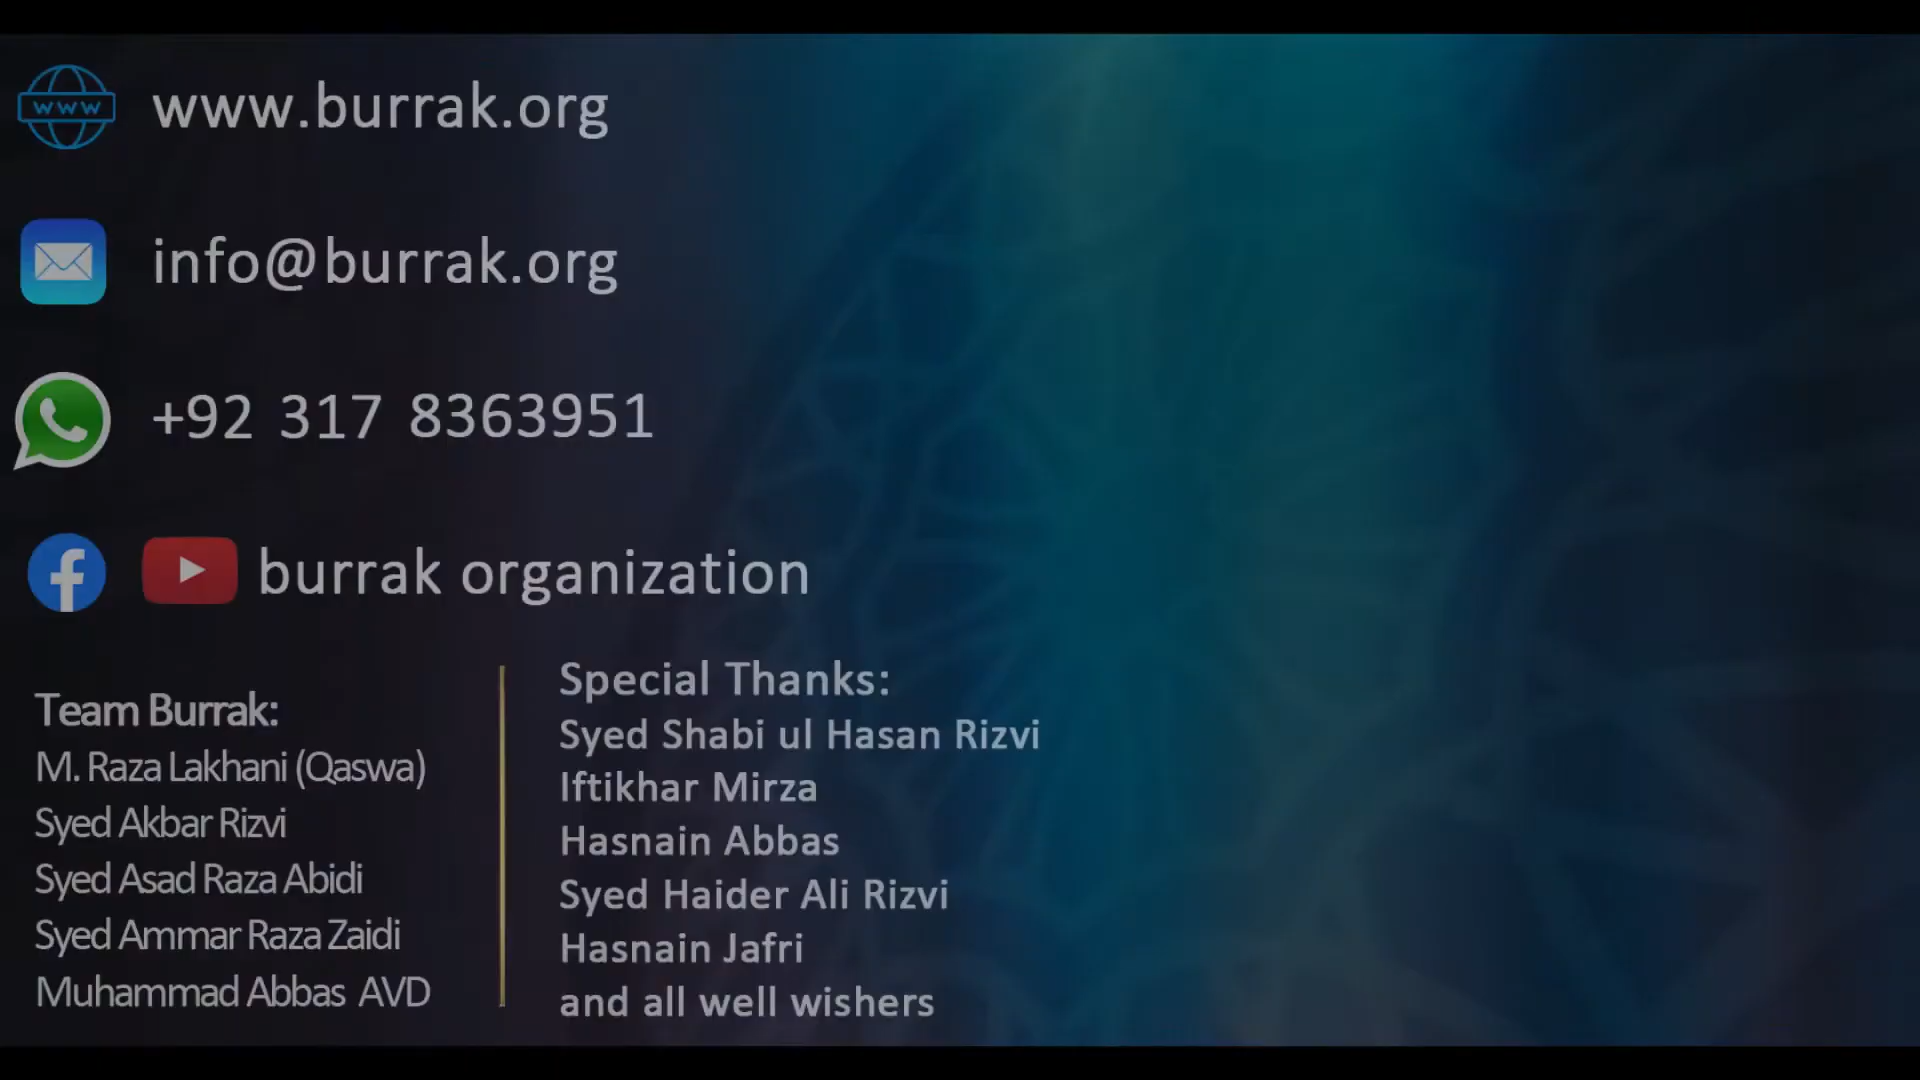 www
www.burrak.org
info@burrak.org
+92 317 8363951
burrak organization
Team Burrak:
M. Raza Lakhani (Qaswa)
Syed Akbar Rizvi
Syed Asad Raza Abidi
Syed Ammar Raza Zaidi
Muhammad Abbas AVD
Special Thanks:
Syed Shabi ul Hasan Rizvi
Iftikhar Mirza
Hasnain Abbas
Syed Haider Ali Rizvi
Hasnain Jafri
and all well wishers